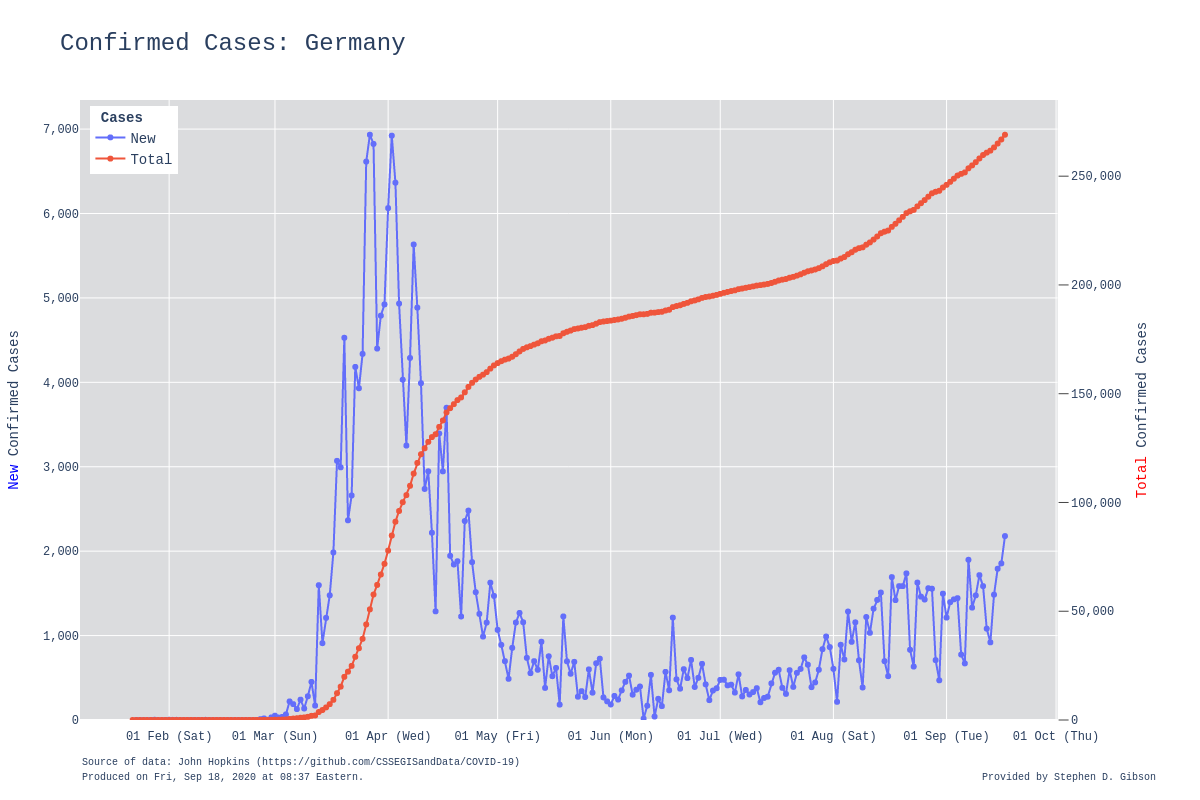 Confirmed Cases: Germany
Cases
New
Total
7,000
6,000
5,000
4,000
3,000
2,000
1,000
0
New Confirmed Cases
250,000
200,000
150,000
100,000
50,000
0
Total Confirmed Cases
01 Feb (Sat) 01 Mar (Sun) 01 Apr (Wed) 01 May (Fri) 01 Jun (Mon) 01 Jul (Wed) 01 Aug (Sat) 01 Sep (Tue) 01 Oct (Thu)
Source of data: John Hopkins (https://github.com/CSSEGISandData/COVID-19)
Produced on Fri, Sep 18, 2020 at 08:37 Eastern.
Provided by Stephen D. Gibson